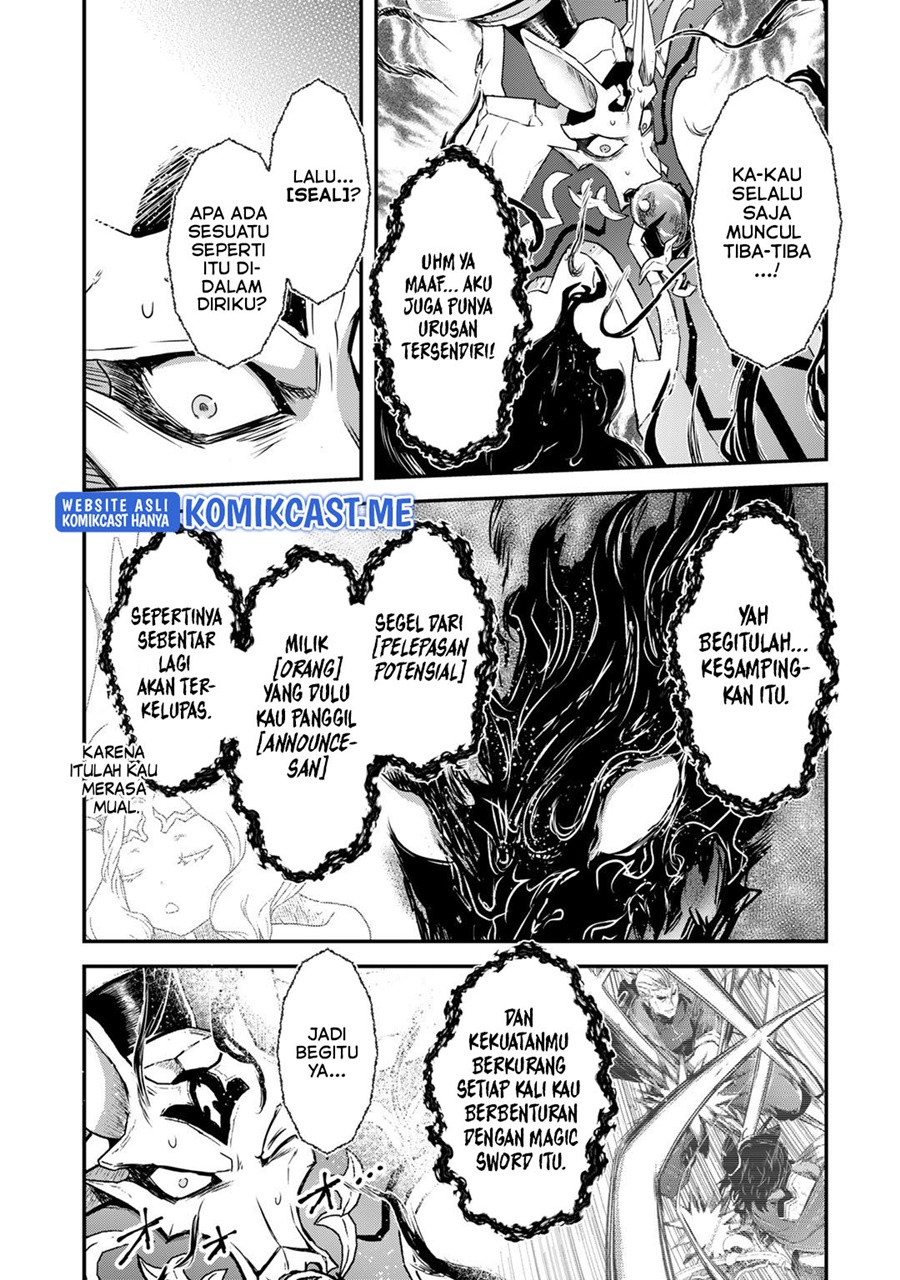 KA-KAU
SELALU
SAJA
MUNCUL
TIBA-TIBA
...!
UHM YA
MAAF... AKU
JUGA PUNYA
URUSAN
TERSENDIRI!
LALU...
[SEAL]?
APA ADA
SESUATU
SEPERTI
ITU DI-
DALAM
DIRIKU?
WEBSITE ASLI
KOMIKCAST HANYA
KOMIKCAST.ME
YAH
BEGITULAH...
KESAMPING-
KAN ITU.
SEGEL DARI
[PELEPASAN
POTENSIAL]
MILIK
[ORANG]
YANG DULU
KAU PANGGIL
[ANNOUNCE-
SAN]
SEPERTINYA
SEBENTAR
LAGI
AKAN TER-
KELUPAS.
KARENA
ITULAH KAU
MERASA
MUAL.
DAN
KEKUATANMU
BERKURANG
SETIAP KALI KAU
BERBENTURAN
DENGAN MAGIC
SWORD ITU.
JADI
BEGITU
YA...